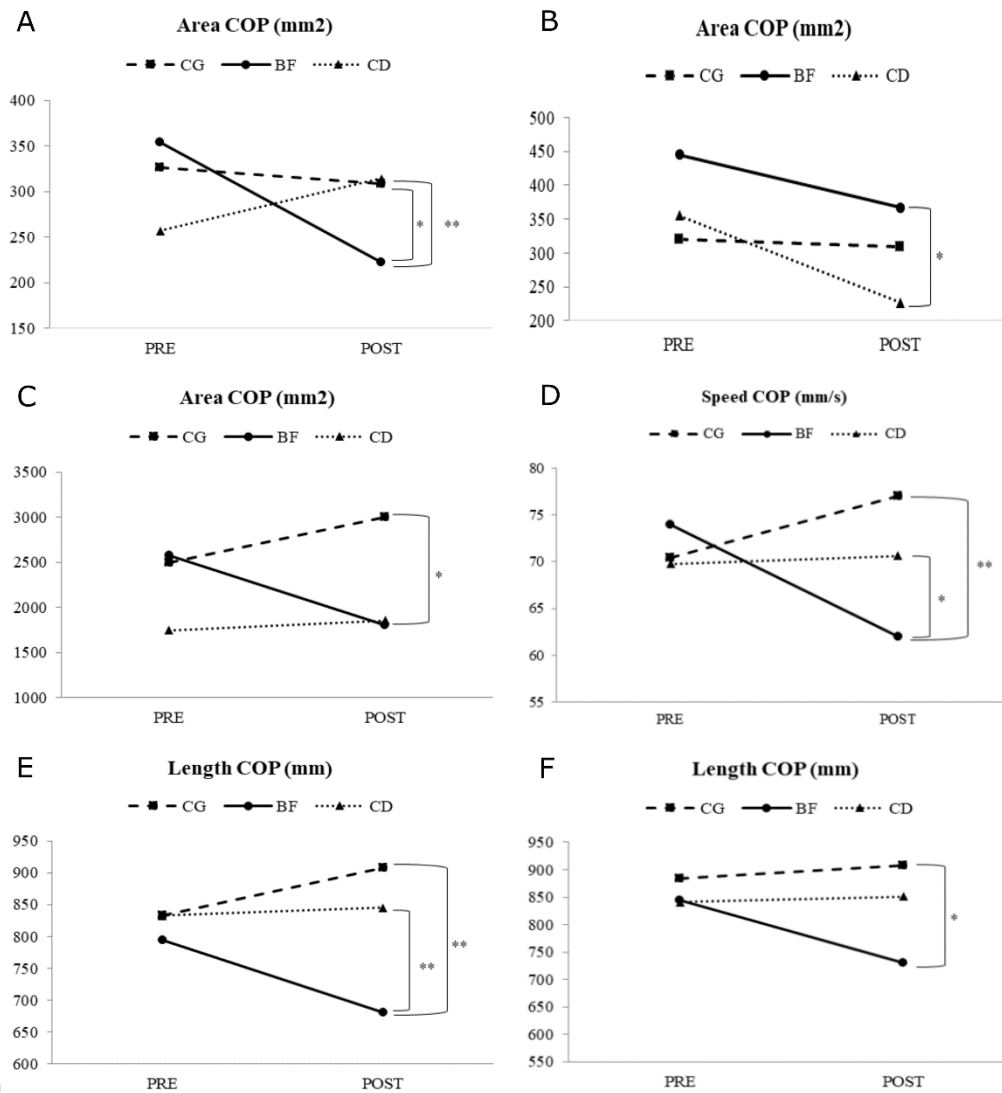 A
Area COP (mm2)
CG BF CD
400
350
300
250
200
150
* **
PRE POST
B
Area COP (mm2)
CG BF CD
500
450
400
350
300
250
200
*
PRE POST
C
Area COP (mm2)
CG BF CD
3500
3000
2500
2000
1500
1000
*
PRE POST
D
Speed COP (mm/s)
CG BF CD
80
75
70
65
60
55
**
*
PRE POST
E
Length COP (mm)
CG BF CD
950
900
850
800
750
700
650
600
**
**
PRE POST
F
Length COP (mm)
CG BF CD
950
900
850
800
750
700
650
600
550
*
PRE POST